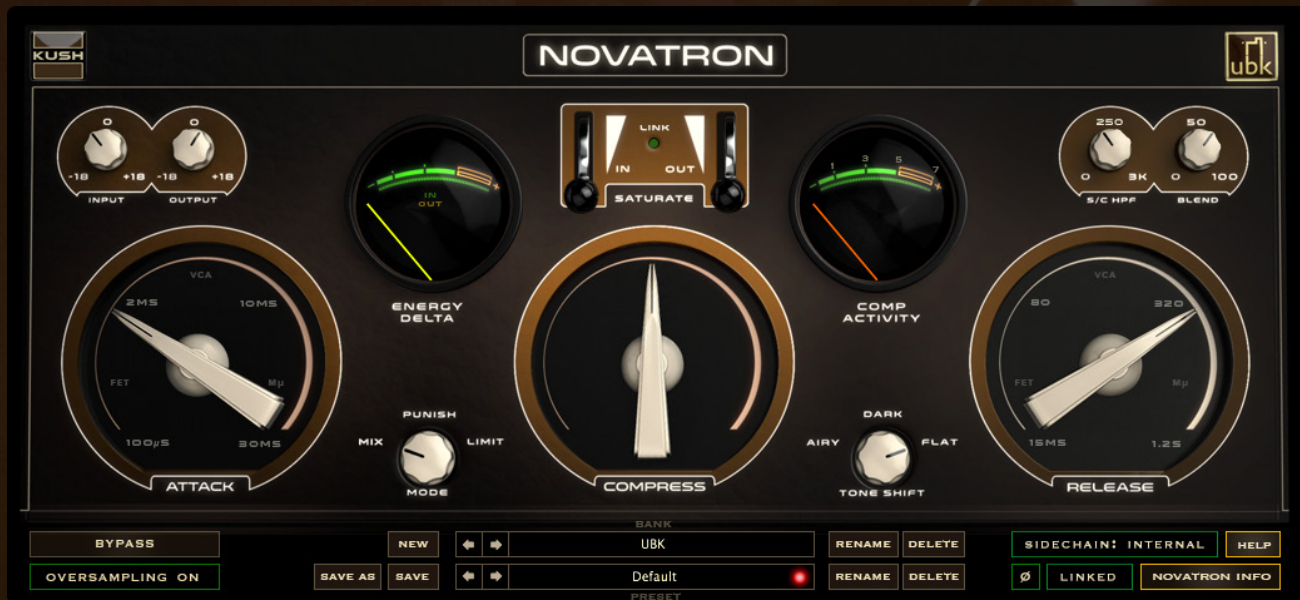 KUSH
NOVATRON
ubk
0 0
-18 +18 -18 +18
INPUT OUTPUT
- +
IN
OUT
ENERGY
DELTA
LINK
IN OUT
SATURATE
- 1 3 5 7 +
COMP
ACTIVITY
250 50
0 3K 0 100
S/C HPF BLEND
VCA
2MS 10MS
FET Mµ
100µS 30MS
ATTACK
PUNISH
MIX LIMIT
MODE
COMPRESS
DARK
AIRY FLAT
TONE SHIFT
VCA
80 320
FET Mµ
15MS 1.2S
RELEASE
BANK
BYPASS NEW UBK RENAME DELETE SIDECHAIN: INTERNAL HELP
OVERSAMPLING ON SAVE AS SAVE Default RENAME DELETE Ø LINKED NOVATRON INFO
PRESET